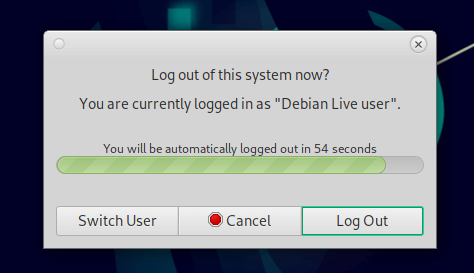 Log out of this system now?
You are currently logged in as "Debian Live user".
You will be automatically logged out in 54 seconds
Switch User
Cancel
Log Out